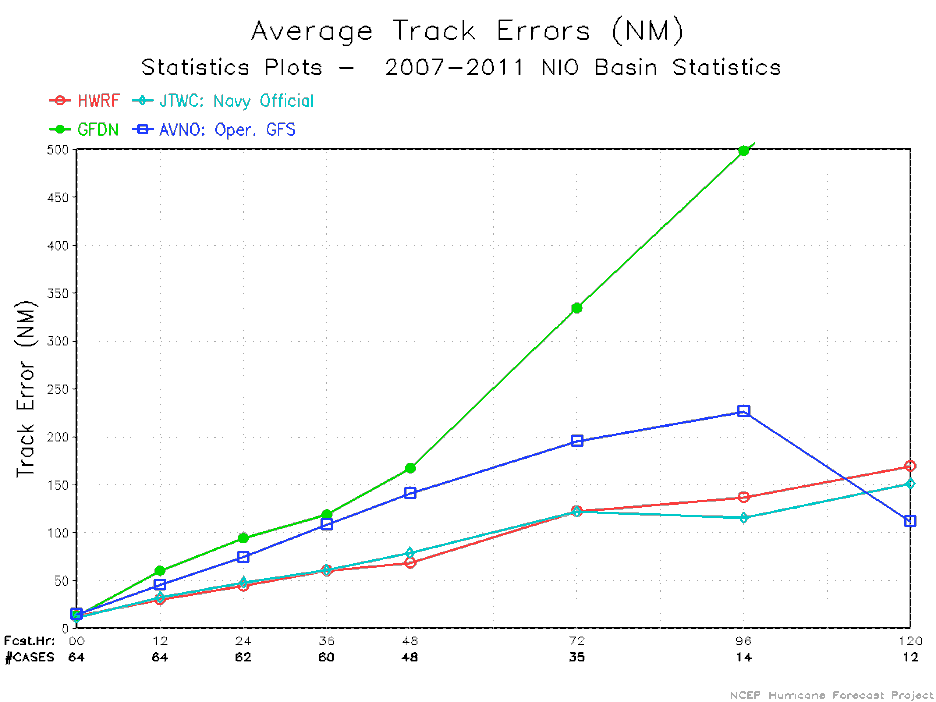 Average Track Errors (NM)
Statistics Plots - 2007-2011 NIO Basin Statistics
HWRF JTWC: Navy Official
GFDN AVNO: Oper. GFS
500
450
400
350
300
250
200
150
100
50
0
Track Error (NM)
Fcst.Hr: 00 12 24 36 48 72 96 120
#CASES 64 64 62 60 48 35 14 12
NCEP Hurricane Forecast Project